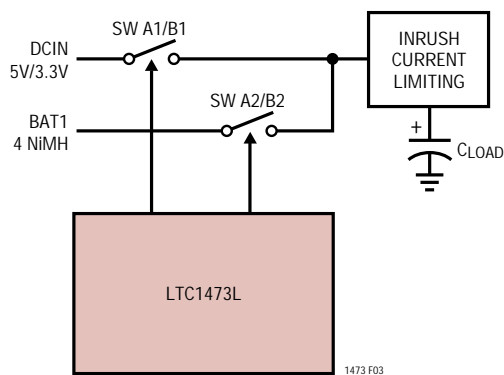 DCIN
5V/3.3V
SW A1/B1
BAT1
4 NiMH
SW A2/B2
INRUSH
CURRENT
LIMITING
+
CLOAD
LTC1473L
1473 F03